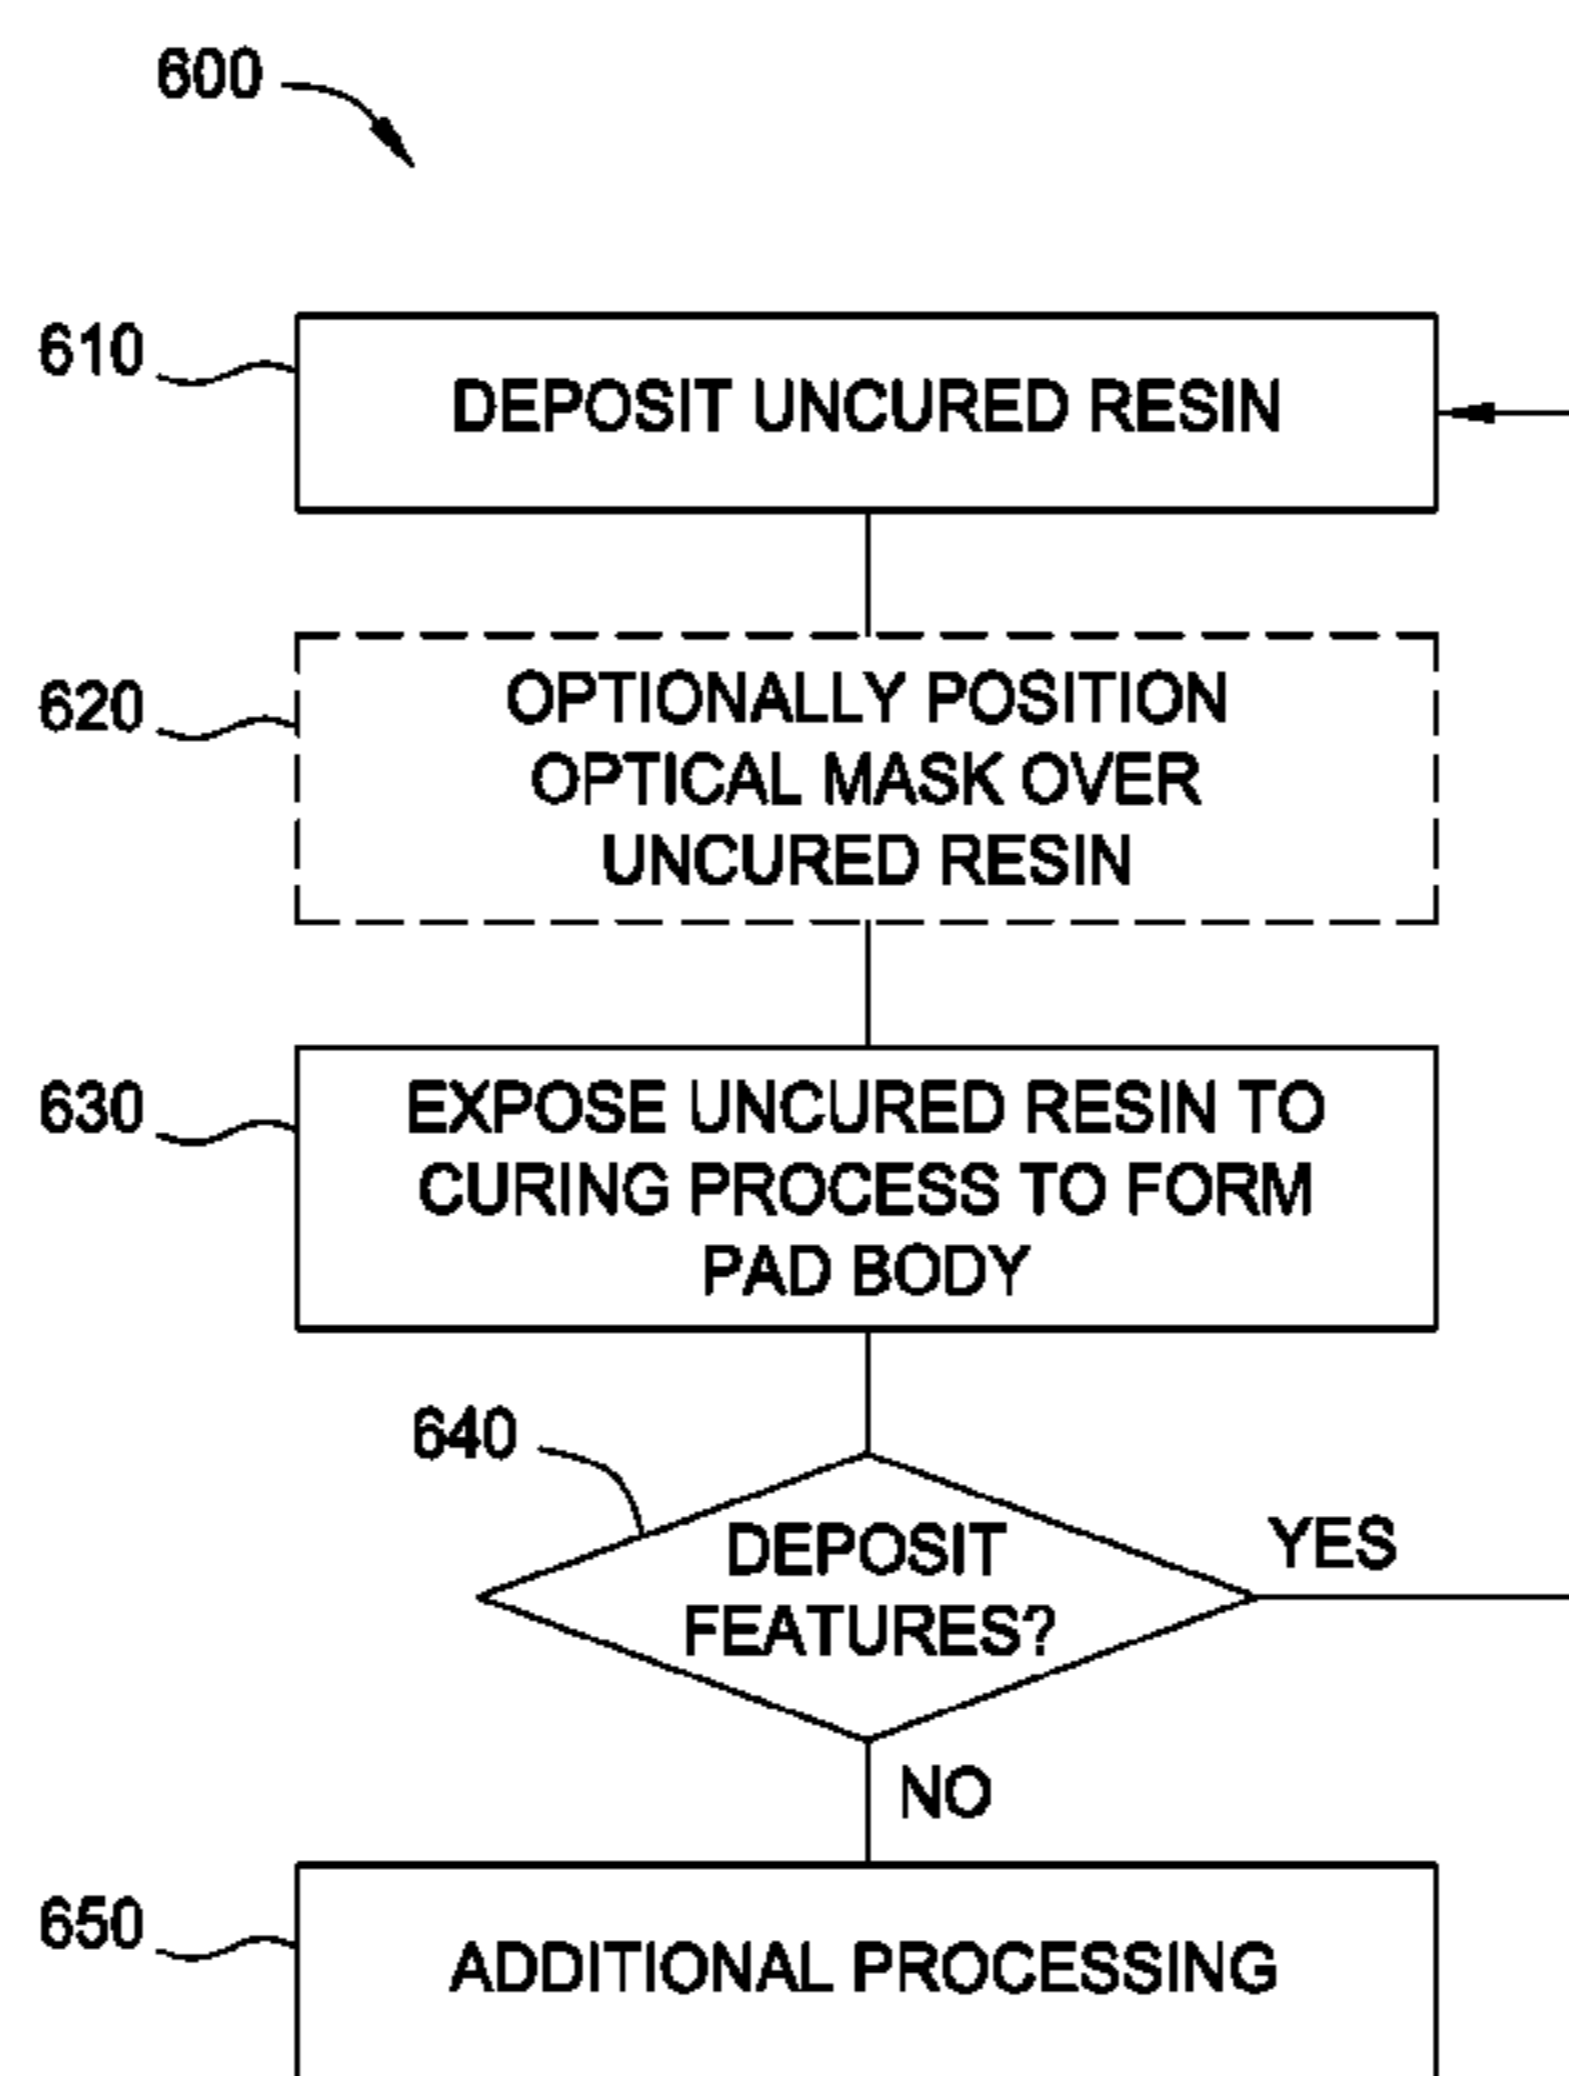 600
610
DEPOSIT UNCURED RESIN
620
OPTIONALLY POSITION
OPTICAL MASK OVER
UNCURED RESIN
630
EXPOSE UNCURED RESIN TO
CURING PROCESS TO FORM
PAD BODY
640
DEPOSIT
FEATURES?
YES
NO
650
ADDITIONAL PROCESSING